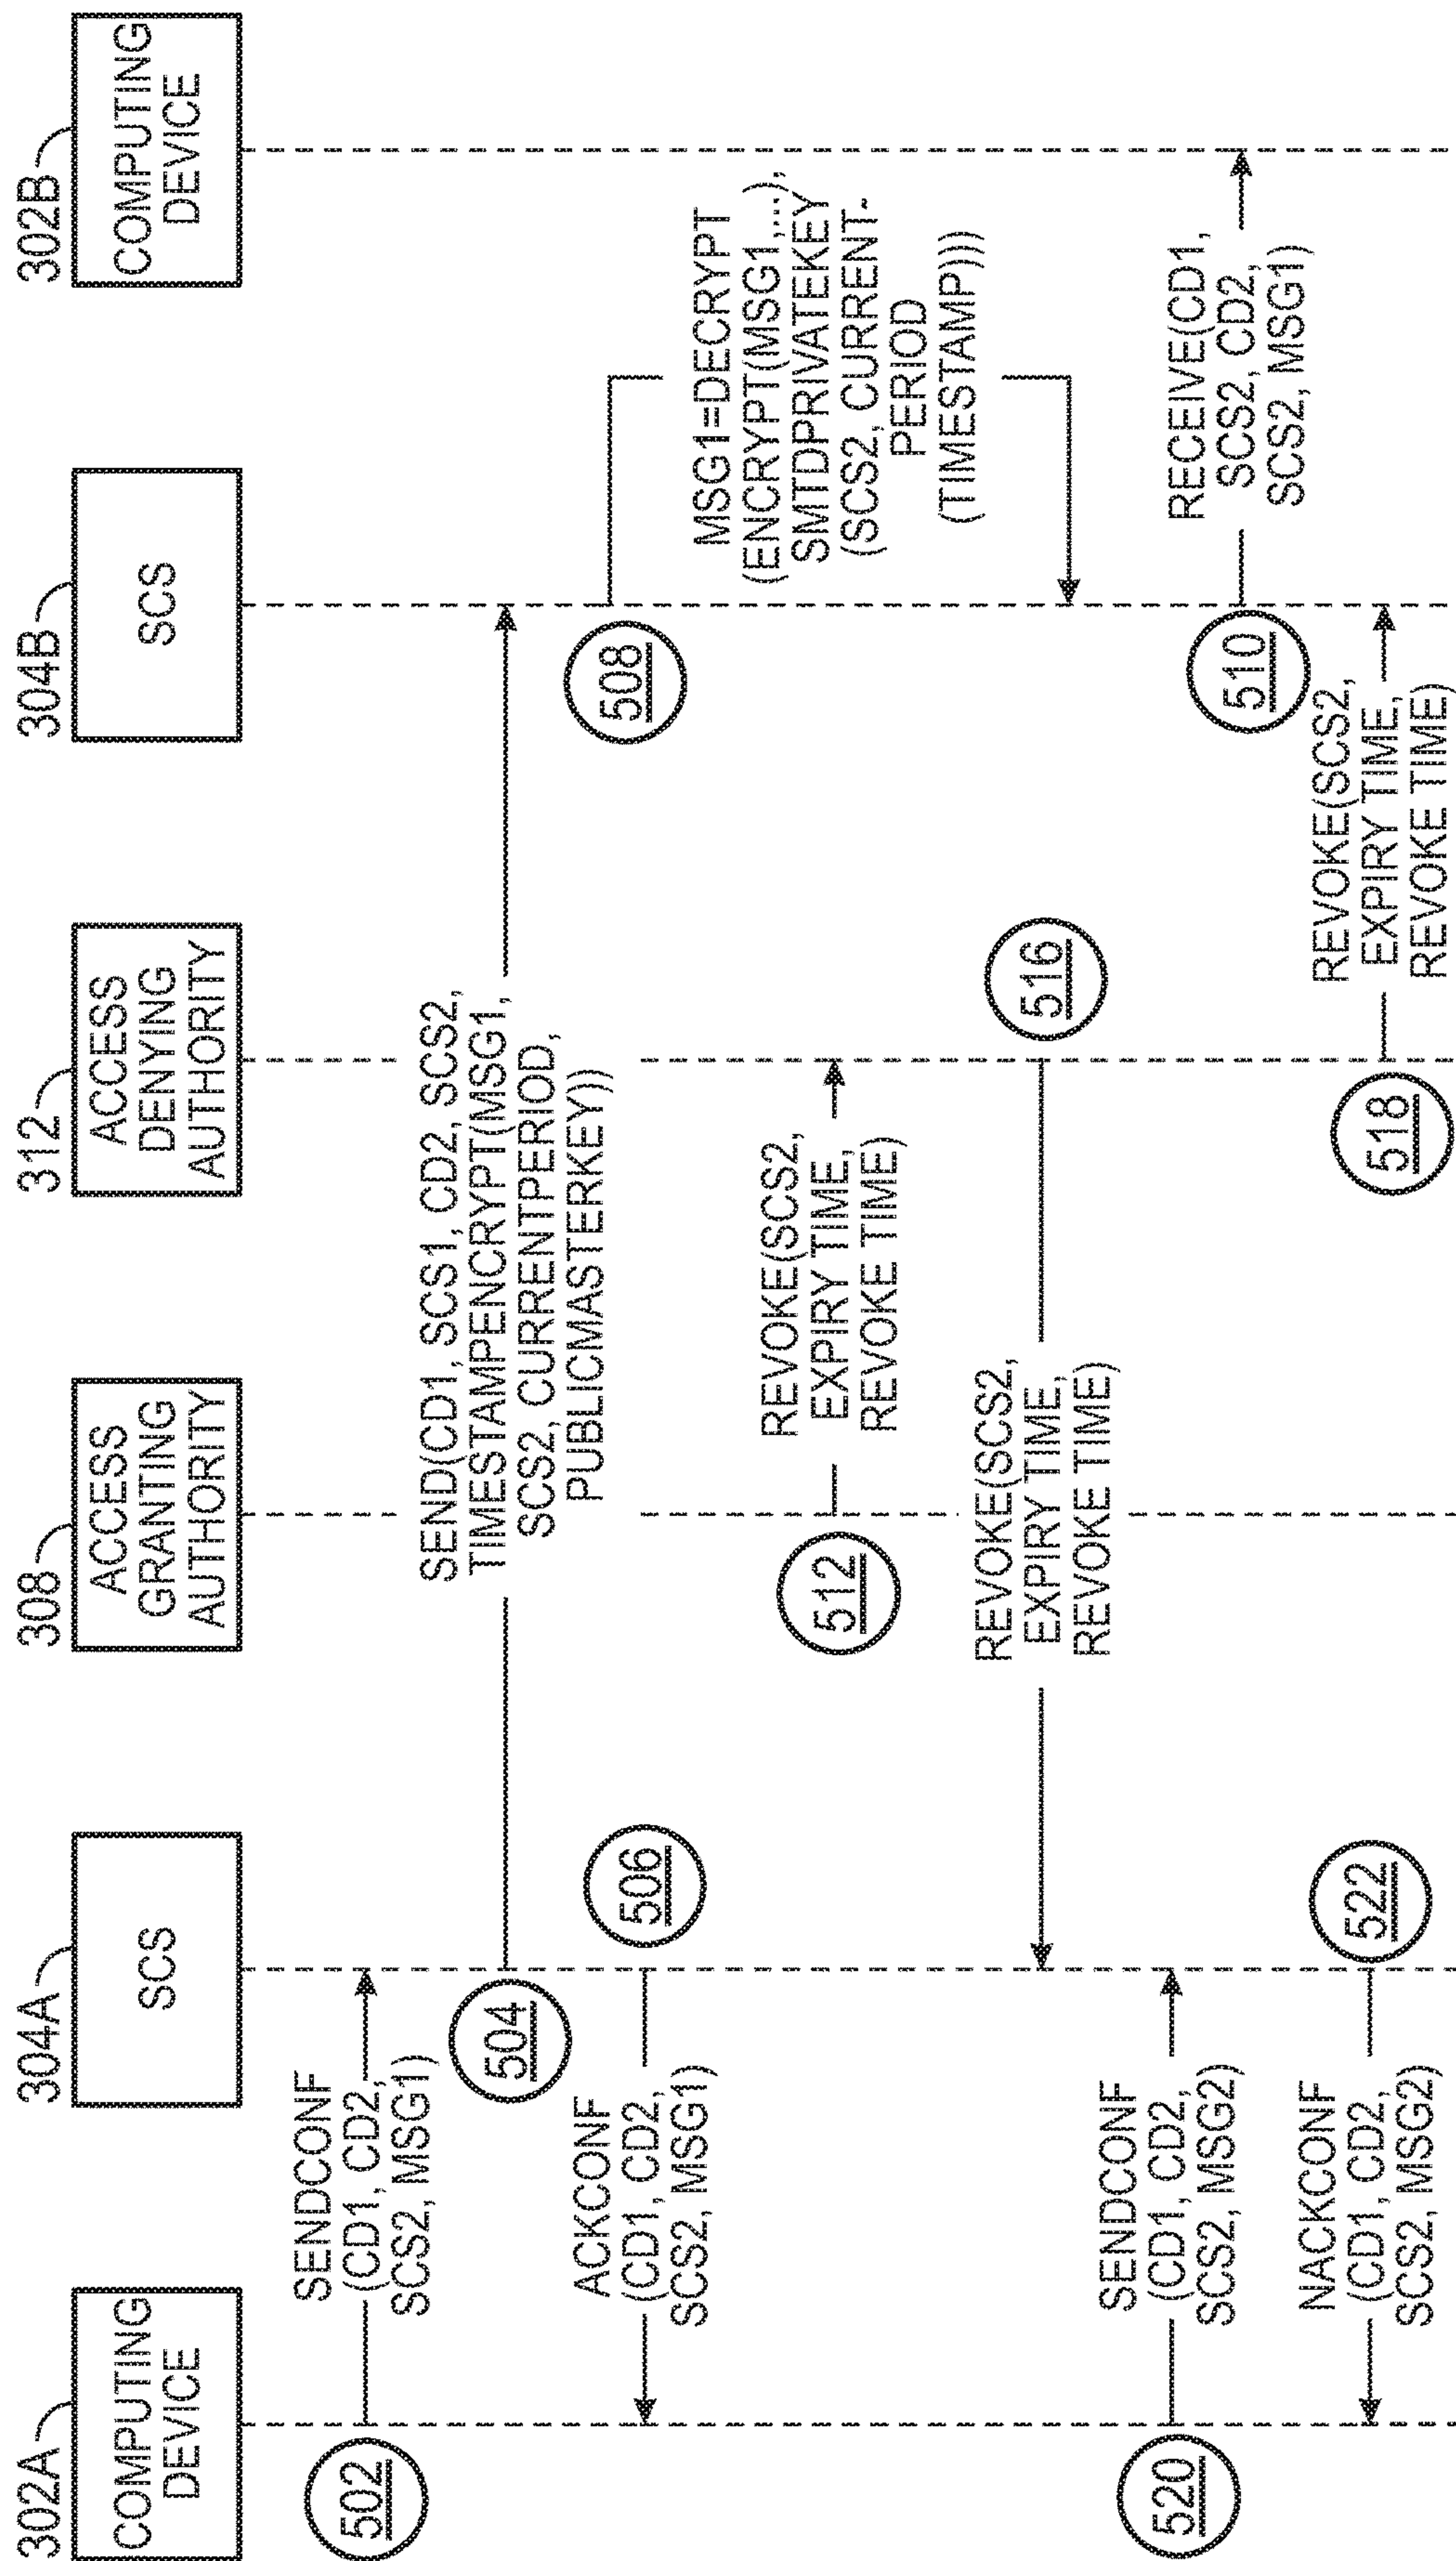 302A
COMPUTING
DEVICE
304A
SCS
308
ACCESS
GRANTING
AUTHORITY
312
ACCESS
DENYING
AUTHORITY
304B
SCS
302B
COMPUTING
DEVICE
502
SENDCONF
(CD1, CD2,
SCS2, MSG1)
504
SEND(CD1, SCS1, CD2, SCS2,
TIMESTAMPENCRYPT(MSG1,
SCS2, CURRENTPERIOD,
PUBLICMASTERKEY))
506
ACKCONF
(CD1, CD2,
SCS2, MSG1)
508
MSG1=DECRYPT
(ENCRYPT(MSG1,...),
SMTDPRIVATEKEY
(SCS2, CURRENT-
PERIOD
(TIMESTAMP)))
512
REVOKE(SCS2,
EXPIRY TIME,
REVOKE TIME)
516
REVOKE(SCS2,
EXPIRY TIME,
REVOKE TIME)
510
RECEIVE(CD1,
SCS2, CD2,
SCS2, MSG1)
520
SENDCONF
(CD1, CD2,
SCS2, MSG2)
518
REVOKE(SCS2,
EXPIRY TIME,
REVOKE TIME)
522
NACKCONF
(CD1, CD2,
SCS2, MSG2)